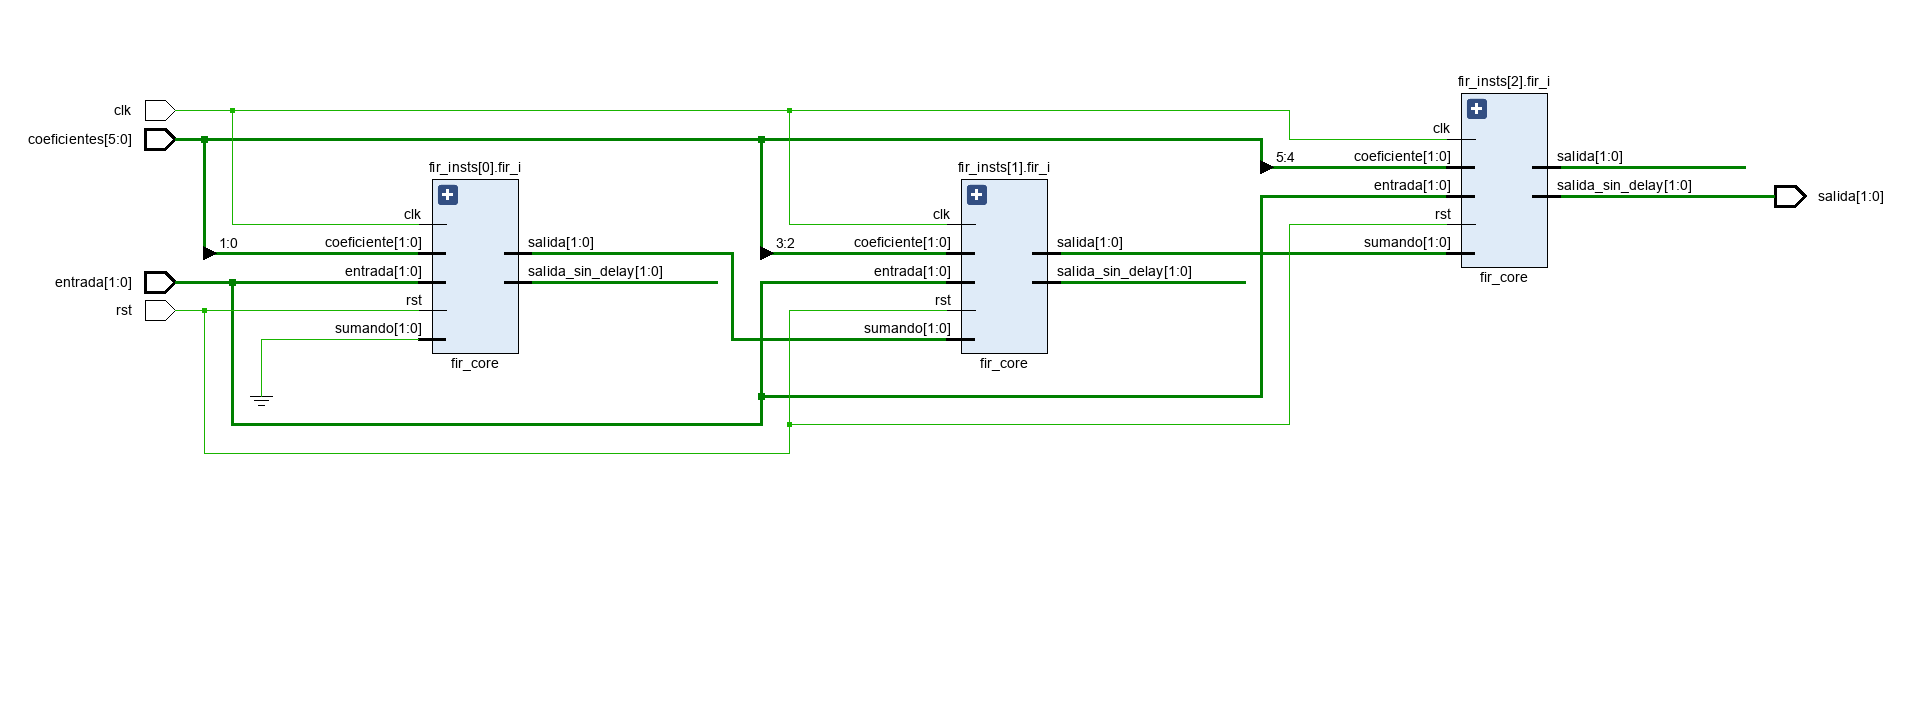 clk
coeficientes[5:0]
entrada[1:0]
rst
fir_insts[0].fir_i
clk
1:0
coeficiente[1:0]
entrada[1:0]
rst
sumando[1:0]
salida[1:0]
salida_sin_delay[1:0]
fir_core
fir_insts[1].fir_i
clk
3:2
coeficiente[1:0]
entrada[1:0]
rst
sumando[1:0]
salida[1:0]
salida_sin_delay[1:0]
fir_core
fir_insts[2].fir_i
clk
5:4
coeficiente[1:0]
entrada[1:0]
rst
sumando[1:0]
salida[1:0]
salida_sin_delay[1:0]
fir_core
salida[1:0]